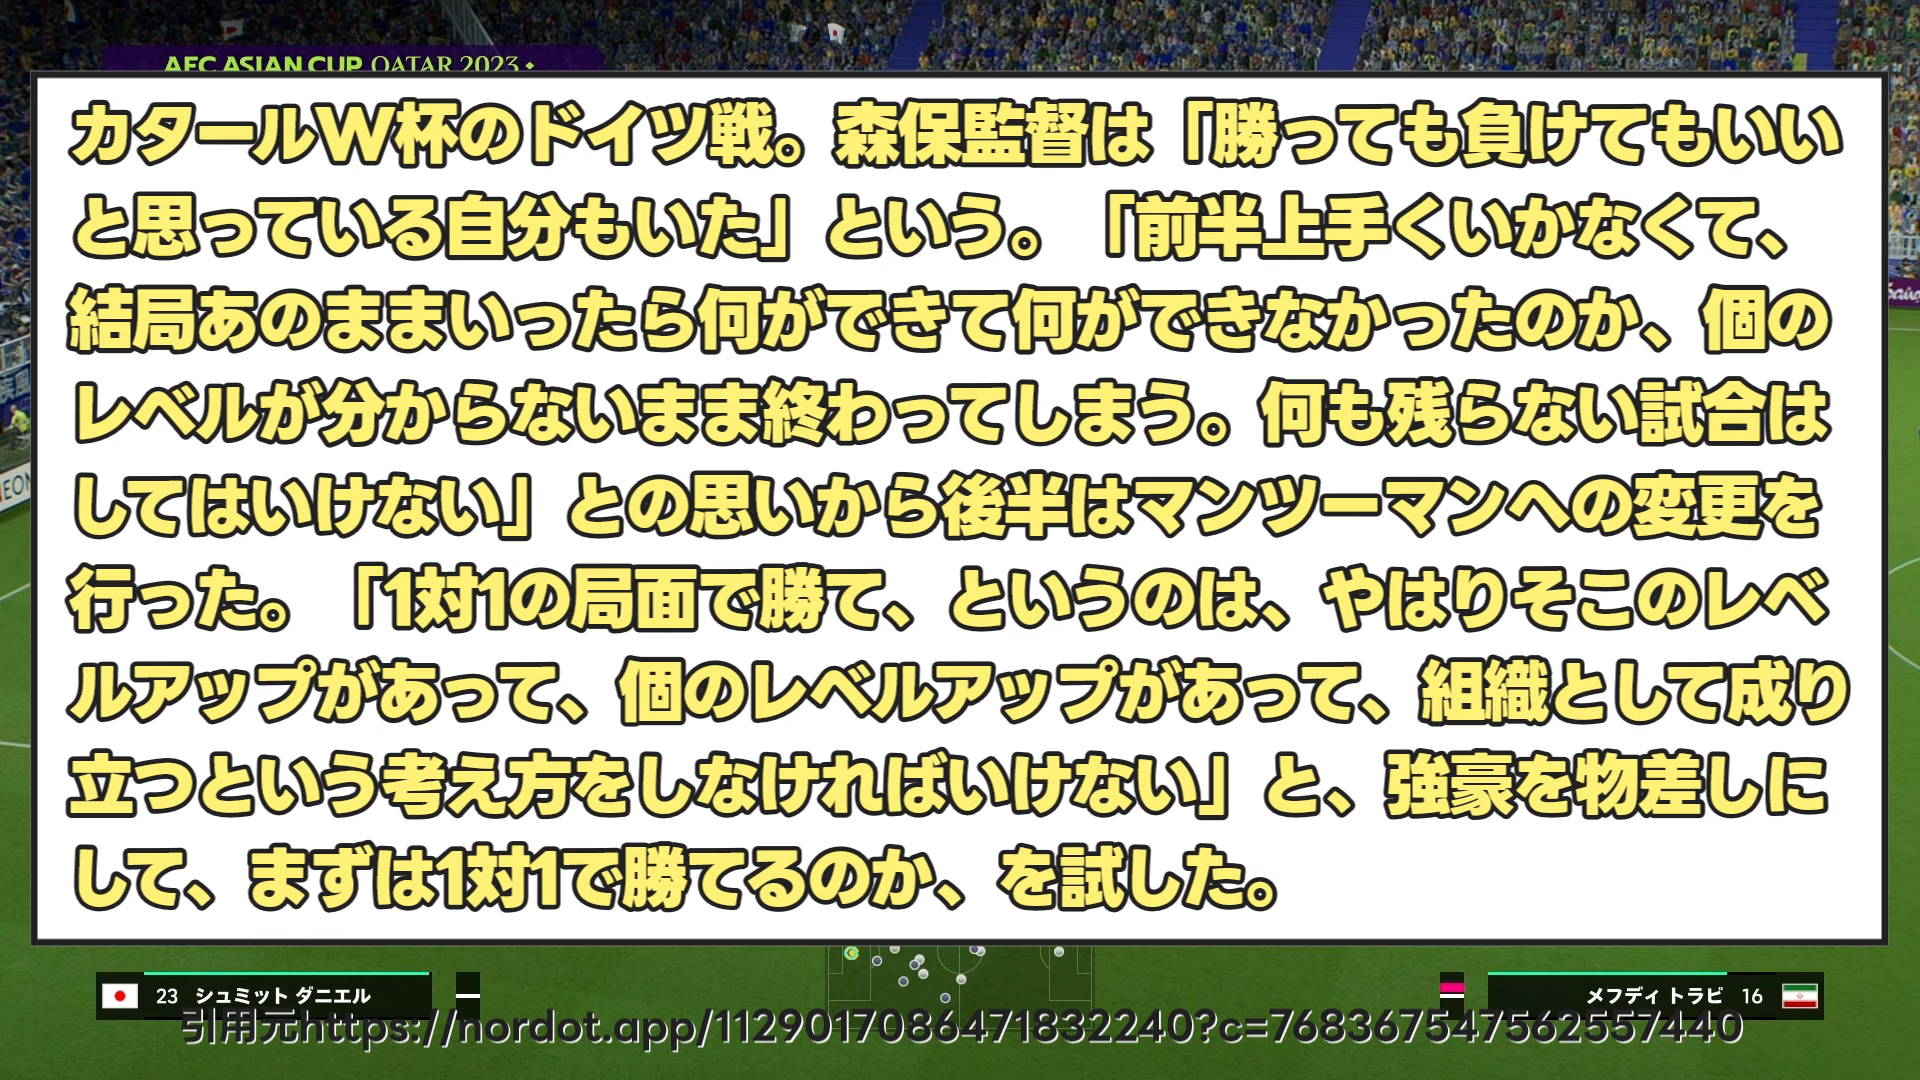 AFC ASIAN CUP QATAR 2023
カタールW杯のドイツ戦。森保監督は「勝っても負けてもいい
と思っている自分もいた」という。「前半上手くいかなくて、
結局あのままいったら何ができて何ができなかったのか、個の
レベルが分からないまま終わってしまう。何も残らない試合は
してはいけない」との思いから後半はマンツーマンへの変更を
行った。「1対1の局面で勝て、というのは、やはりそこのレベ
ルアップがあって、個のレベルアップがあって、組織として成り
立つという考え方をしなければいけない」と、強豪を物差しに
して、まずは1対1で勝てるのか、を試した。
23 シュミット ダニエル
メフディ トラビ 16
引用元https://nordot.app/1129017086471832240?c=768367547562557440